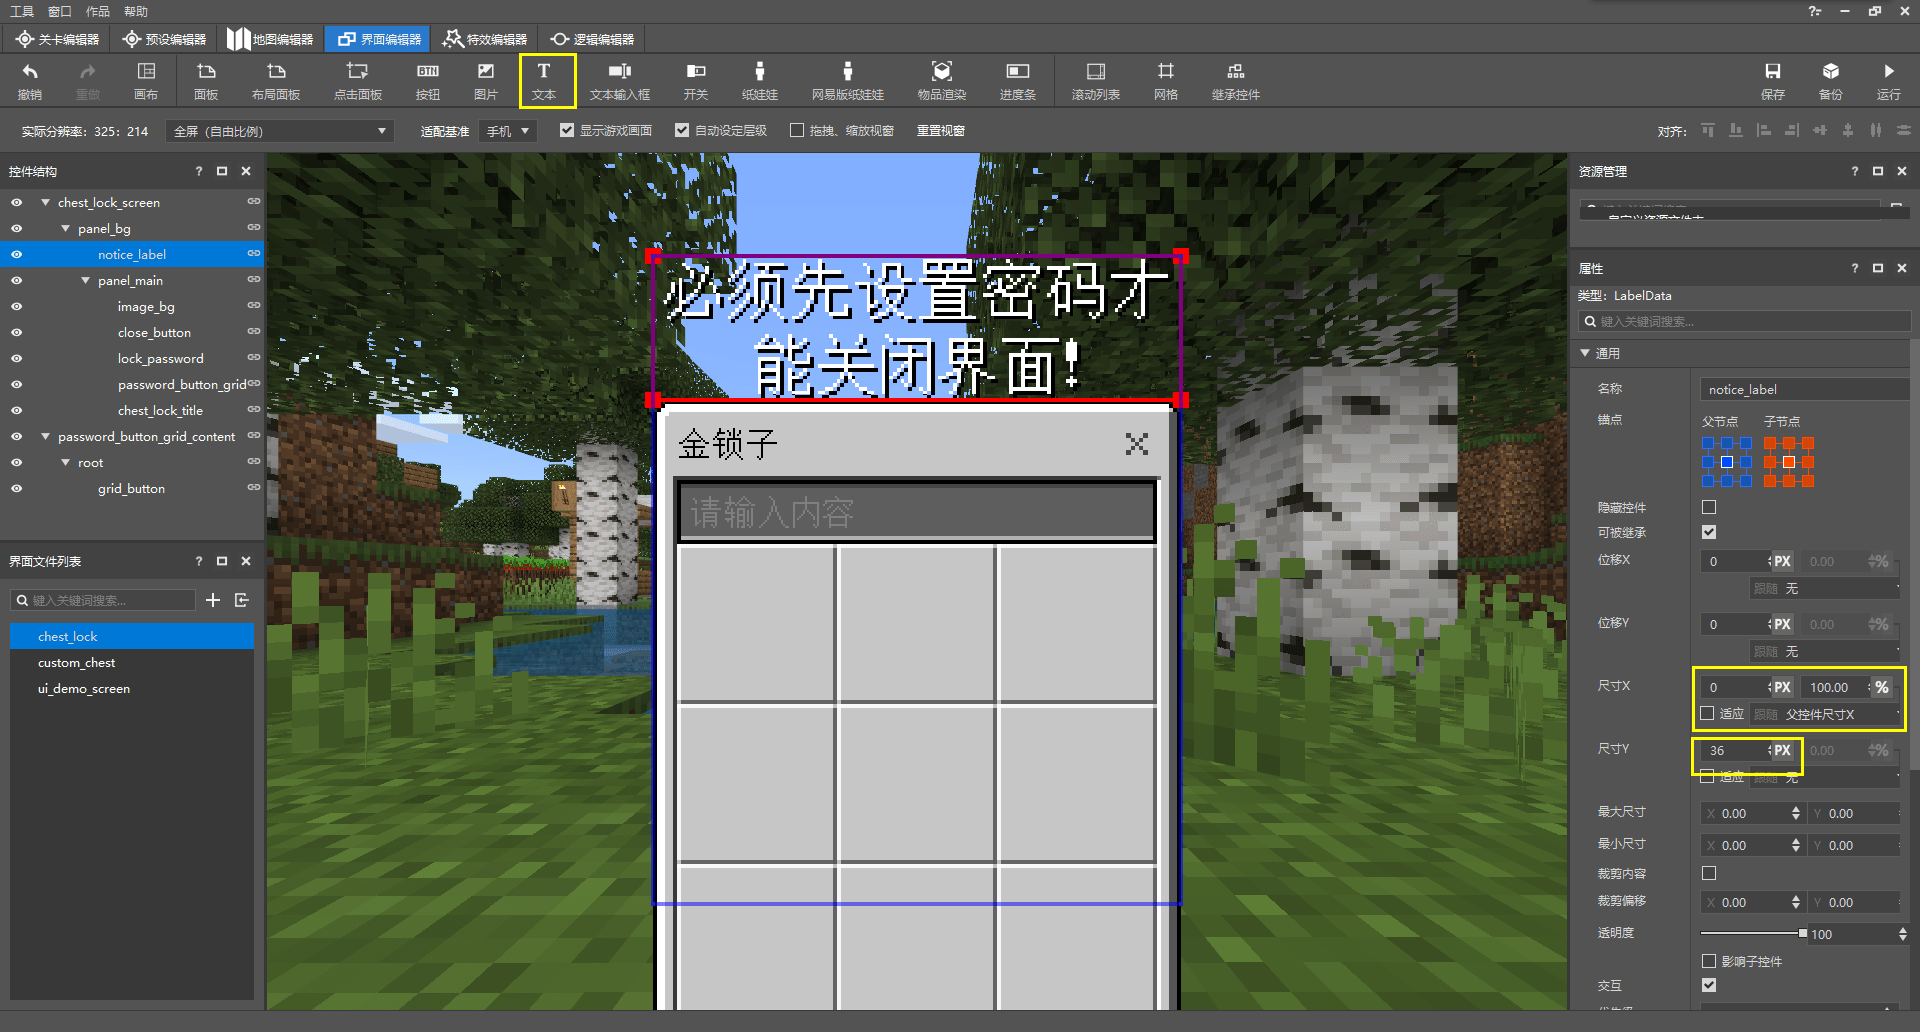 工具 窗口 作品 帮助
关卡编辑器 预设编辑器 地图编辑器 界面编辑器 特效编辑器 逻辑编辑器
撤销 重做 画布 面板 布局面板 点击面板 按钮 图片 文本 文本输入框 开关 纸娃娃 网易版纸娃娃 物品渲染 进度条 滚动列表 网格 继承控件 保存 备份 运行
BTN T
实际分辨率：325：214 全屏（自由比例） 适配基准 手机 显示游戏画面 自动设定层级 拖拽、缩放视窗 重置视窗 对齐：
控件结构
chest_lock_screen
panel_bg
notice_label
panel_main
image_bg
close_button
lock_password
password_button_grid
chest_lock_title
password_button_grid_content
root
grid_button
界面文件列表
键入关键词搜索...
chest_lock
custom_chest
ui_demo_screen
必须先设置密码才
能关闭界面！
金锁子
请输入内容
资源管理
属性
类型：LabelData
键入关键词搜索...
通用
名称 notice_label
锚点 父节点 子节点
隐藏控件
可被继承
位移X 0 PX 0.00 %
跟随 无
位移Y 0 PX 0.00 %
跟随 无
尺寸X 0 PX 100.00 %
适应 跟随 父控件尺寸X
尺寸Y 36 PX 0.00 %
适应 跟随 无
最大尺寸 X 0.00 Y 0.00
最小尺寸 X 0.00 Y 0.00
裁剪内容
裁剪偏移 X 0.00 Y 0.00
透明度 100
影响子控件
交互